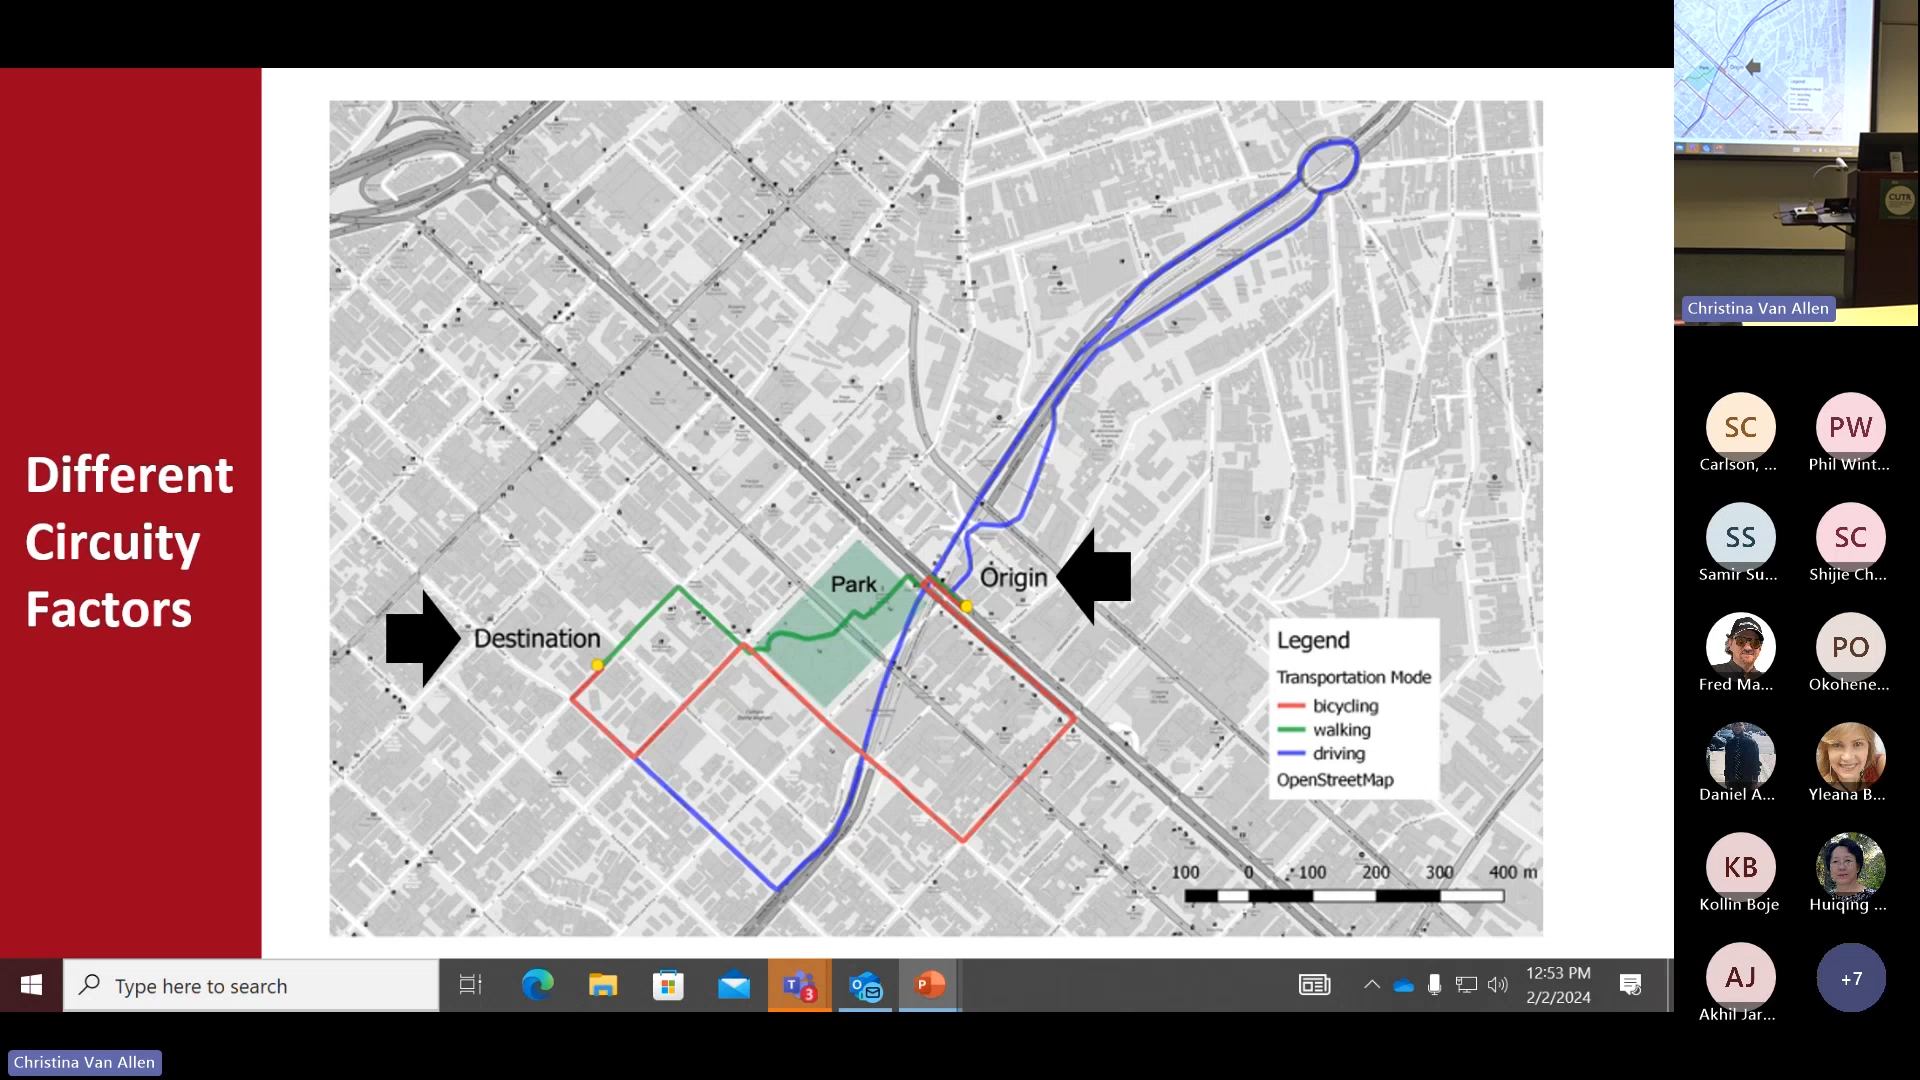 Different
Circuity
Factors
Park
Origin
Destination
Legend
Transportation Mode
bicycling
walking
driving
OpenStreetMap
100 0 100 200 300 400 m
Type here to search
3
12:53 PM
2/2/2024
Christina Van Allen
CUTR
Christina Van Allen
SC
Carlson, ...
PW
Phil Wint...
SS
Samir Su...
SC
Shijie Ch...
Fred Ma...
PO
Okohene...
Daniel A...
Yleana B...
KB
Kollin Boje
Huiqing ...
AJ
Akhil Jar...
+7